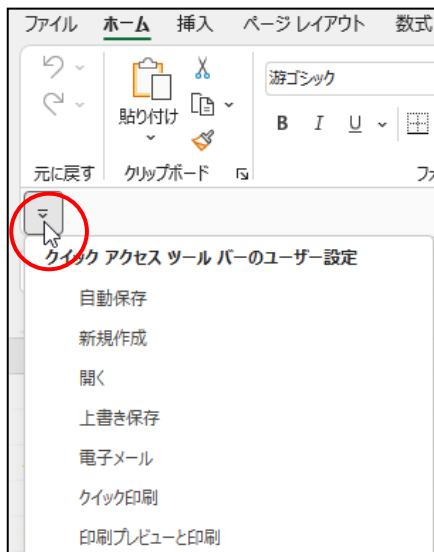 ファイル ホーム 挿入 ページ レイアウト 数式
游ゴシック
貼り付け
B I U
元に戻す クリップボード フォ
クイック アクセス ツール バーのユーザー設定
自動保存
新規作成
開く
上書き保存
電子メール
クイック印刷
印刷プレビューと印刷